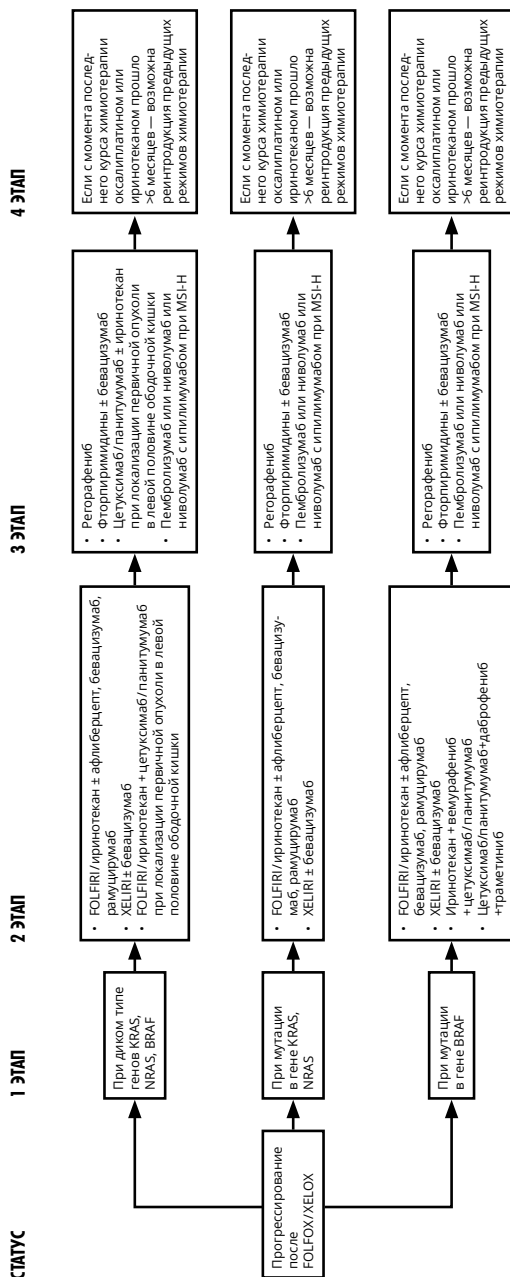 СТАТУС
1 ЭТАП
2 ЭТАП
3 ЭТАП
4 ЭТАП
Прогрессирование
после
FOLFOX/XELOX
При диком типе
генов KRAS,
NRAS, BRAF
• FOLFIRI/иринотекан ± афлиберцепт, бевацизумаб,
рамуцирумаб
• XELIRI ± бевацизумаб
• FOLFIRI/иринотекан + цетуксимаб/панитумумаб
при локализации первичной опухоли в левой
половине ободочной кишки
• Регорафениб
• Фторпиримидины ± бевацизумаб
• Цетуксимаб/панитумумаб ± иринотекан
при локализации первичной опухоли
в левой половине ободочной кишки
• Пембролизумаб или ниволумаб или
ниволумаб с ипилимумабом при MSI-H
Если с момента послед-
него курса химиотерапии
оксалиплатином или
иринотеканом прошло
>6 месяцев — возможна
реинтродукция предыдущих
режимов химиотерапии
При мутации
в гене KRAS,
NRAS
• FOLFIRI/иринотекан ± афлиберцепт, бевацизу-
маб, рамуцирумаб
• XELIRI ± бевацизумаб
• Регорафениб
• Фторпиримидины ± бевацизумаб
• Пембролизумаб или ниволумаб или
ниволумаб с ипилимумабом при MSI-H
Если с момента послед-
него курса химиотерапии
оксалиплатином или
иринотеканом прошло
>6 месяцев — возможна
реинтродукция предыдущих
режимов химиотерапии
При мутации
в гене BRAF
• FOLFIRI/иринотекан ± афлиберцепт,
бевацизумаб, рамуцирумаб
• XELIRI ± бевацизумаб
• Иринотекан + вемурафениб
+ цетуксимаб/панитумумаб
• Цетуксимаб/панитумумаб+даброфениб
+траметиниб
• Регорафениб
• Фторпиримидины ± бевацизумаб
• Пембролизумаб или ниволумаб или
ниволумаб с ипилимумабом при MSI-H
Если с момента послед-
него курса химиотерапии
оксалиплатином или
иринотеканом прошло
>6 месяцев — возможна
реинтродукция предыдущих
режимов химиотерапии